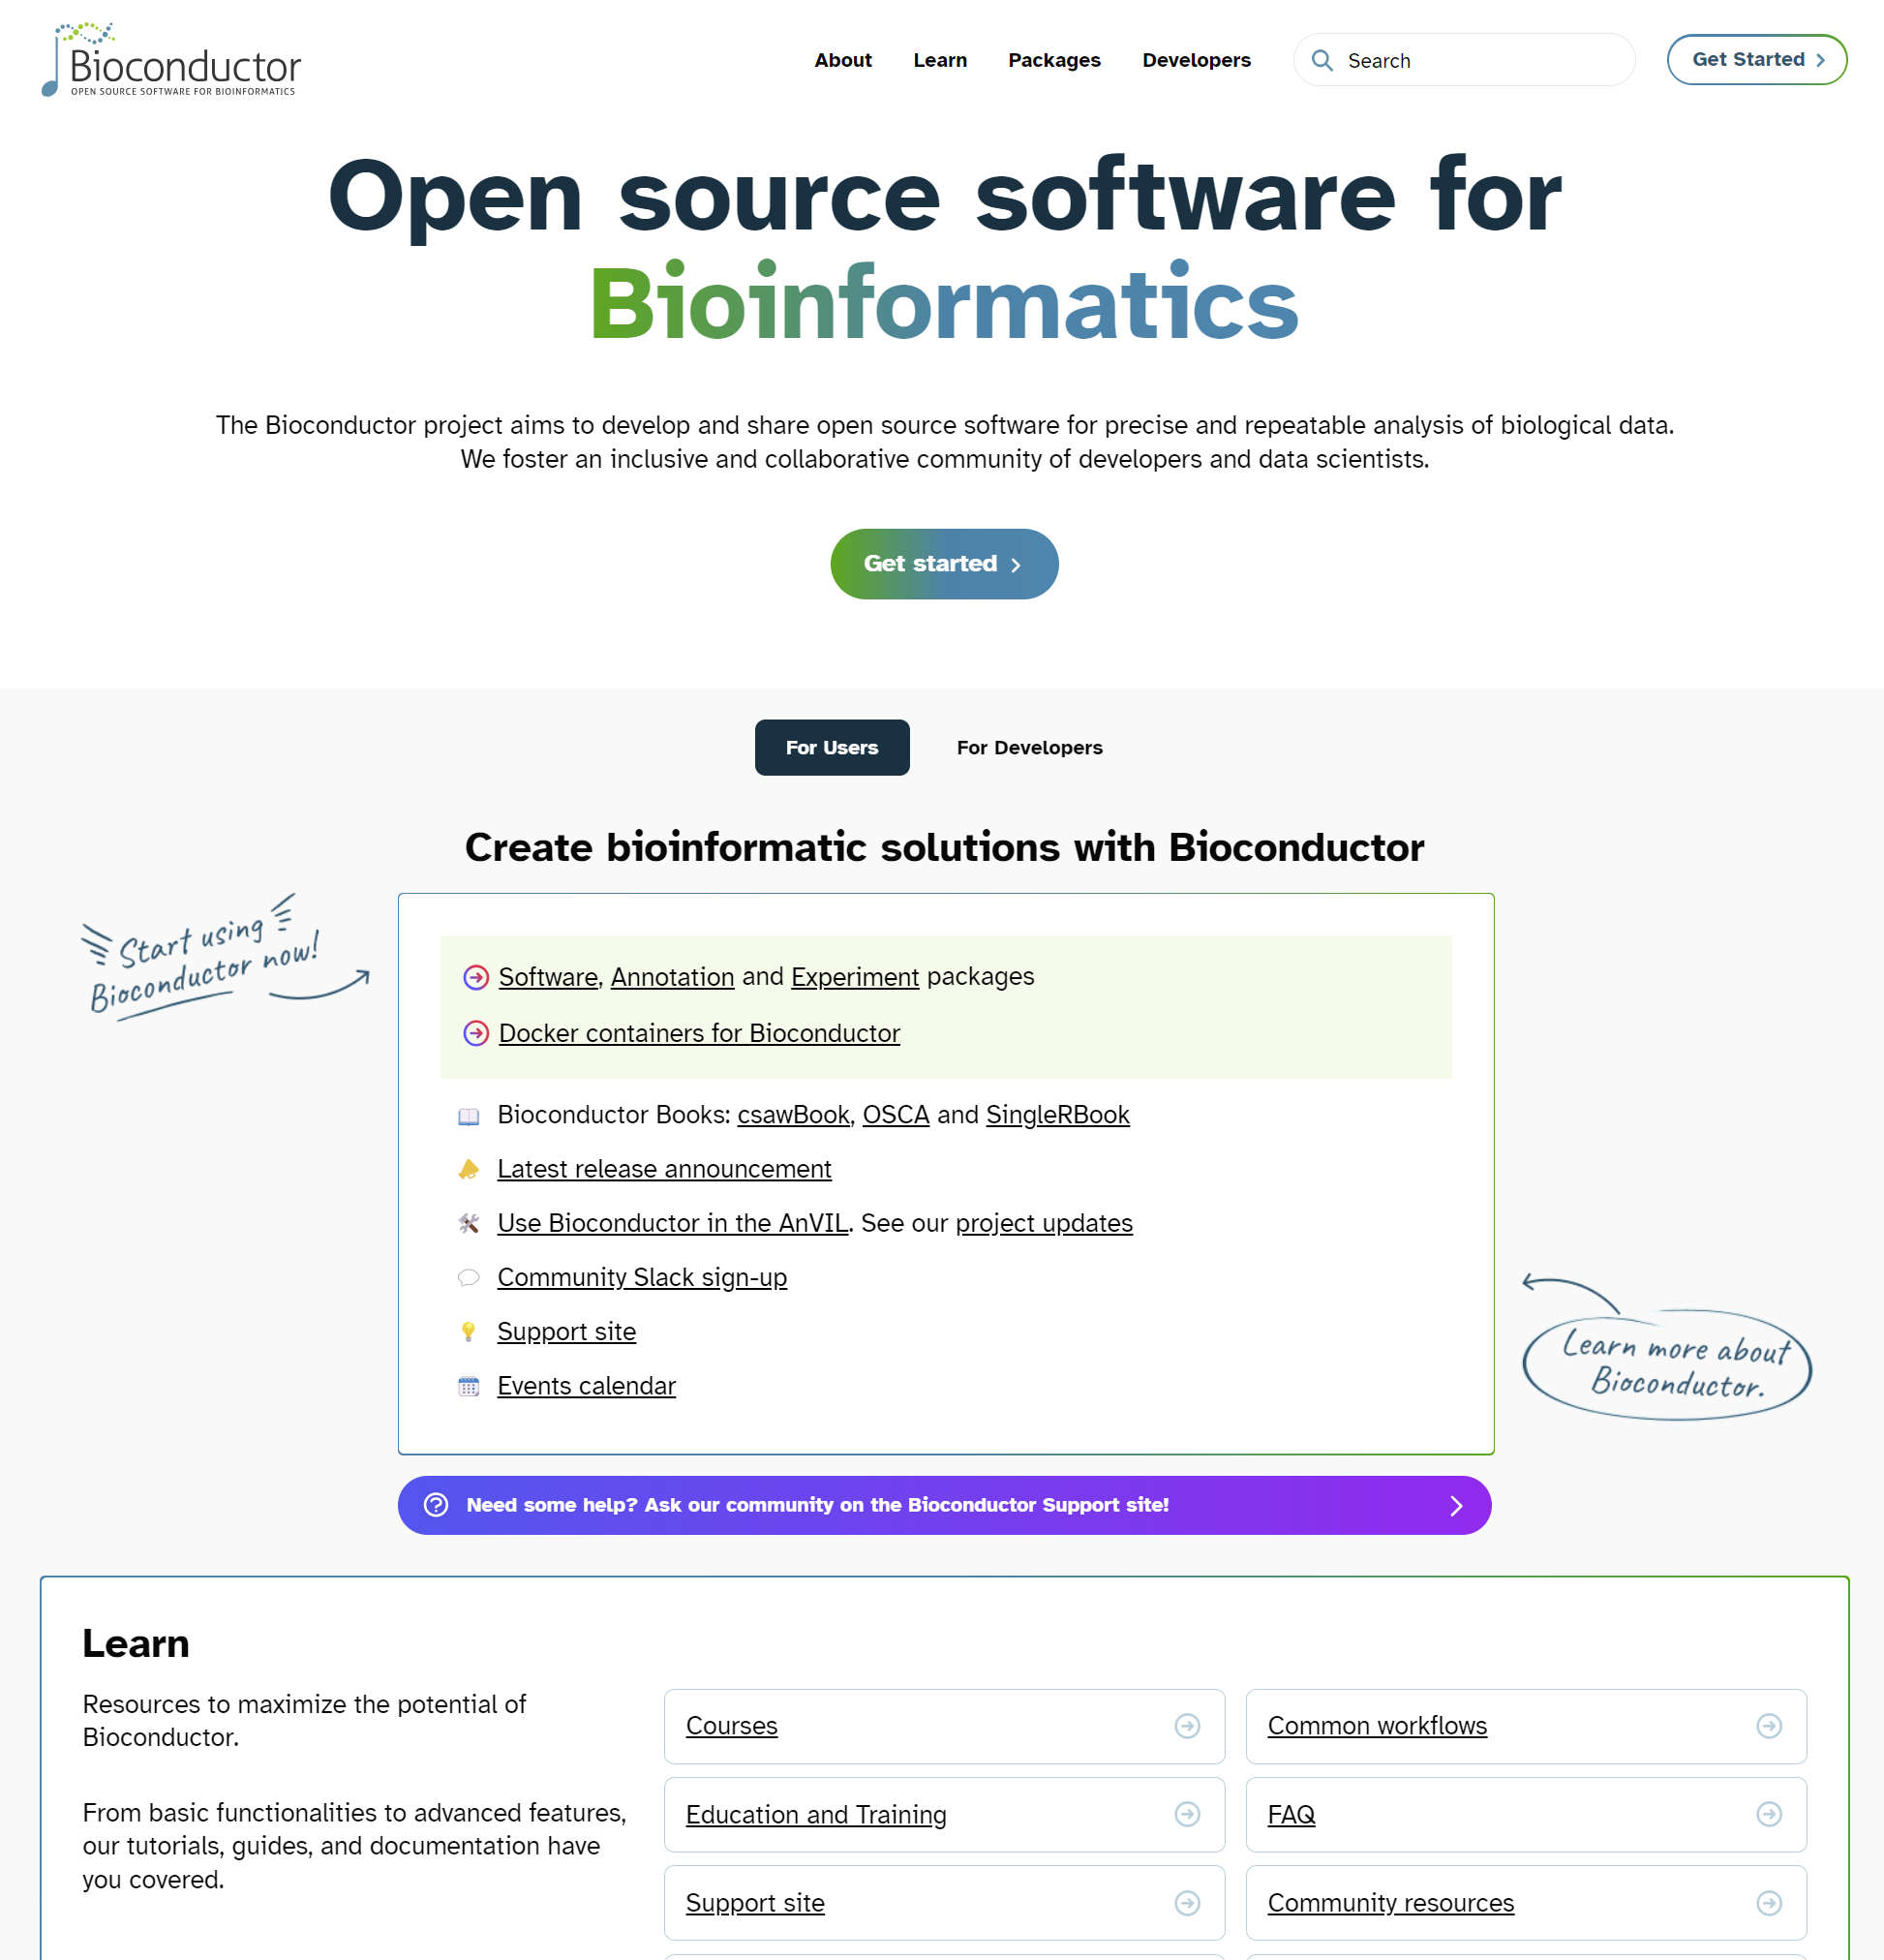 Bioconductor
OPEN SOURCE SOFTWARE FOR BIOINFORMATICS
About
Learn
Packages
Developers
Search
Get Started
Open source software for
Bioinformatics
The Bioconductor project aims to develop and share open source software for precise and repeatable analysis of biological data.
We foster an inclusive and collaborative community of developers and data scientists.
Get started
For Users
For Developers
Create bioinformatic solutions with Bioconductor
Start using
Bioconductor now!
Software, Annotation and Experiment packages
Docker containers for Bioconductor
Bioconductor Books: csawBook, OSCA and SingleRBook
Latest release announcement
Use Bioconductor in the AnVIL. See our project updates
Community Slack sign-up
Support site
Events calendar
Learn more about
Bioconductor.
Need some help? Ask our community on the Bioconductor Support site!
Learn
Resources to maximize the potential of
Bioconductor.
From basic functionalities to advanced features,
our tutorials, guides, and documentation have
you covered.
Courses
Common workflows
Education and Training
FAQ
Support site
Community resources